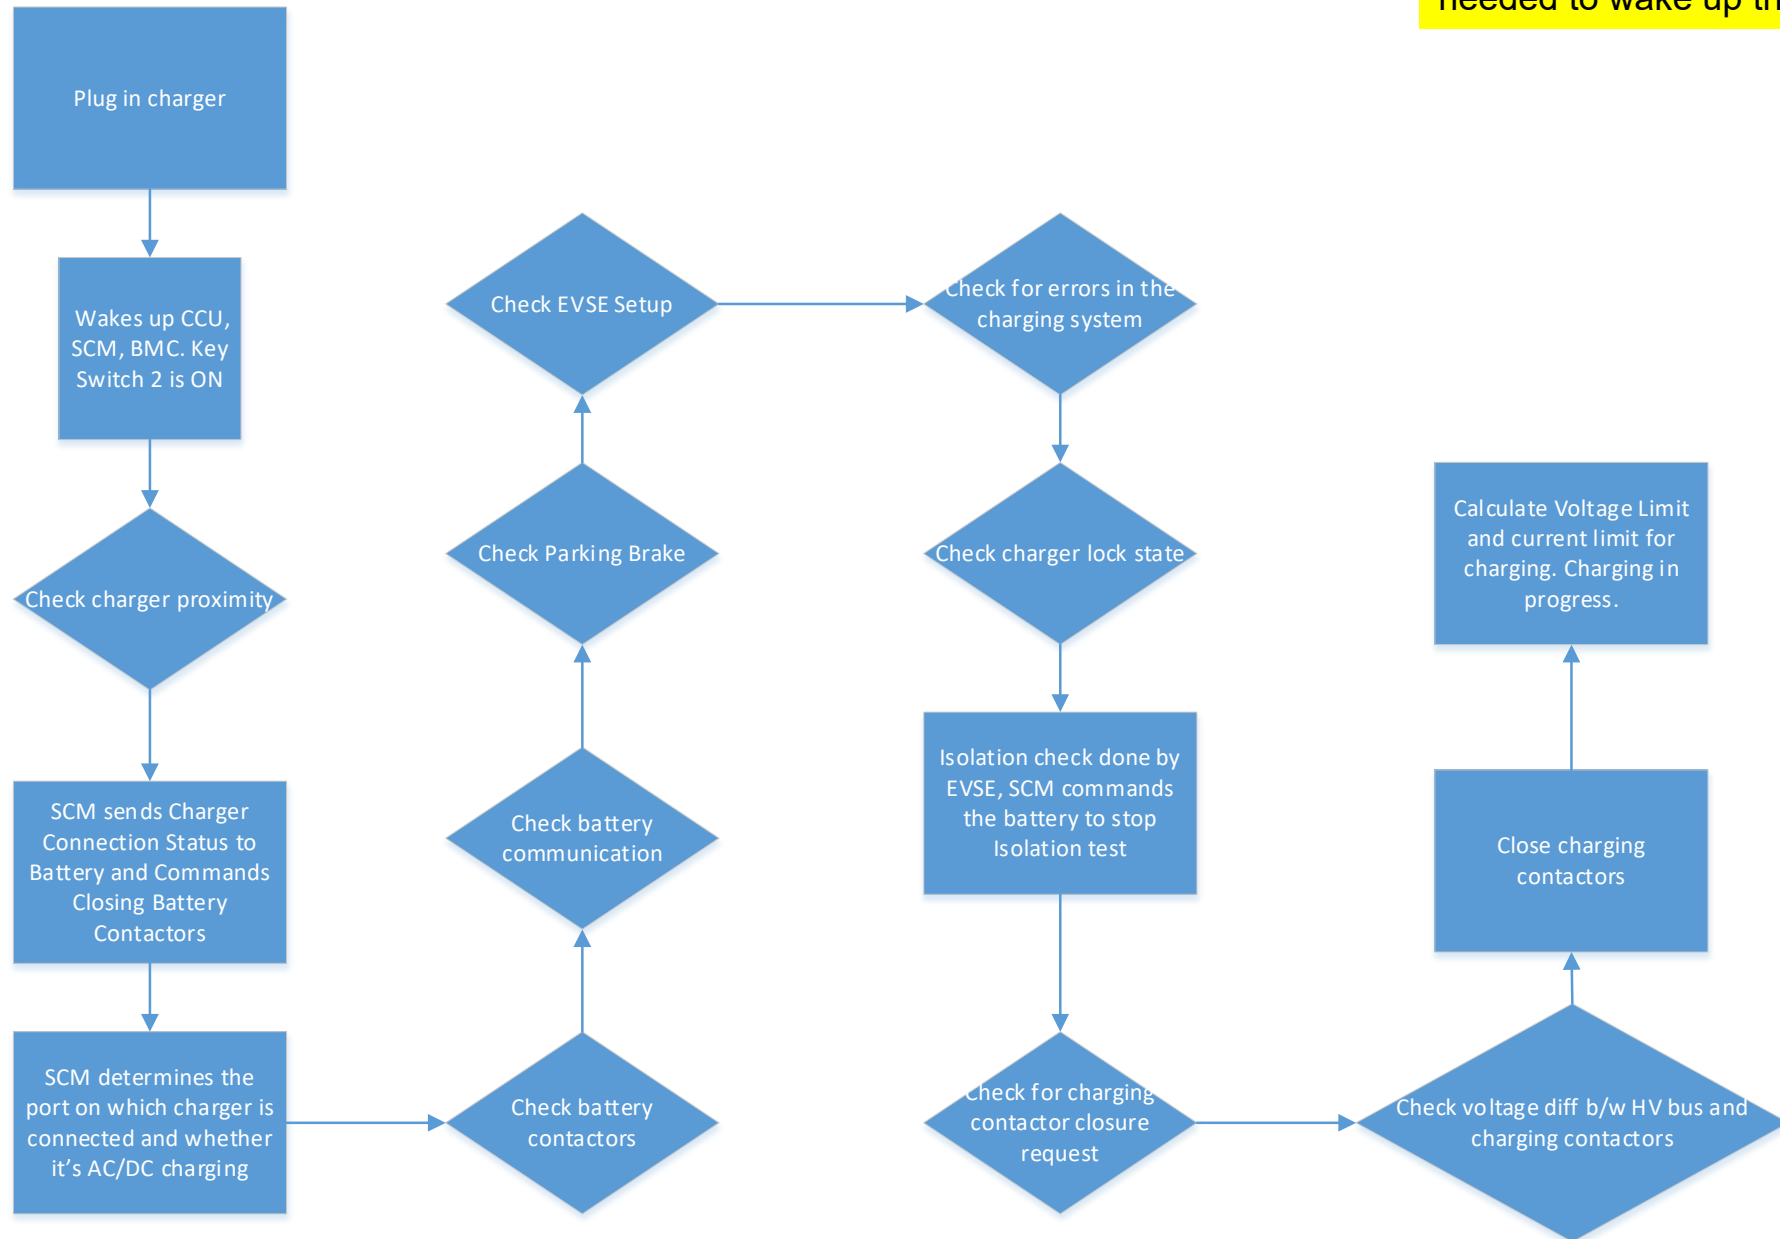 needed to wake up th
Plug in charger
Wakes up CCU,
SCM, BMC. Key
Switch 2 is ON
Check charger proximity
SCM sends Charger
Connection Status to
Battery and Commands
Closing Battery
Contactors
SCM determines the
port on which charger is
connected and whether
it’s AC/DC charging
Check battery
contactors
Check battery
communication
Check Parking Brake
Check EVSE Setup
Check for errors in the
charging system
Check charger lock state
Isolation check done by
EVSE, SCM commands
the battery to stop
Isolation test
Check for charging
contactor closure
request
Check voltage diff b/w HV bus and
charging contactors
Close charging
contactors
Calculate Voltage Limit
and current limit for
charging. Charging in
progress.